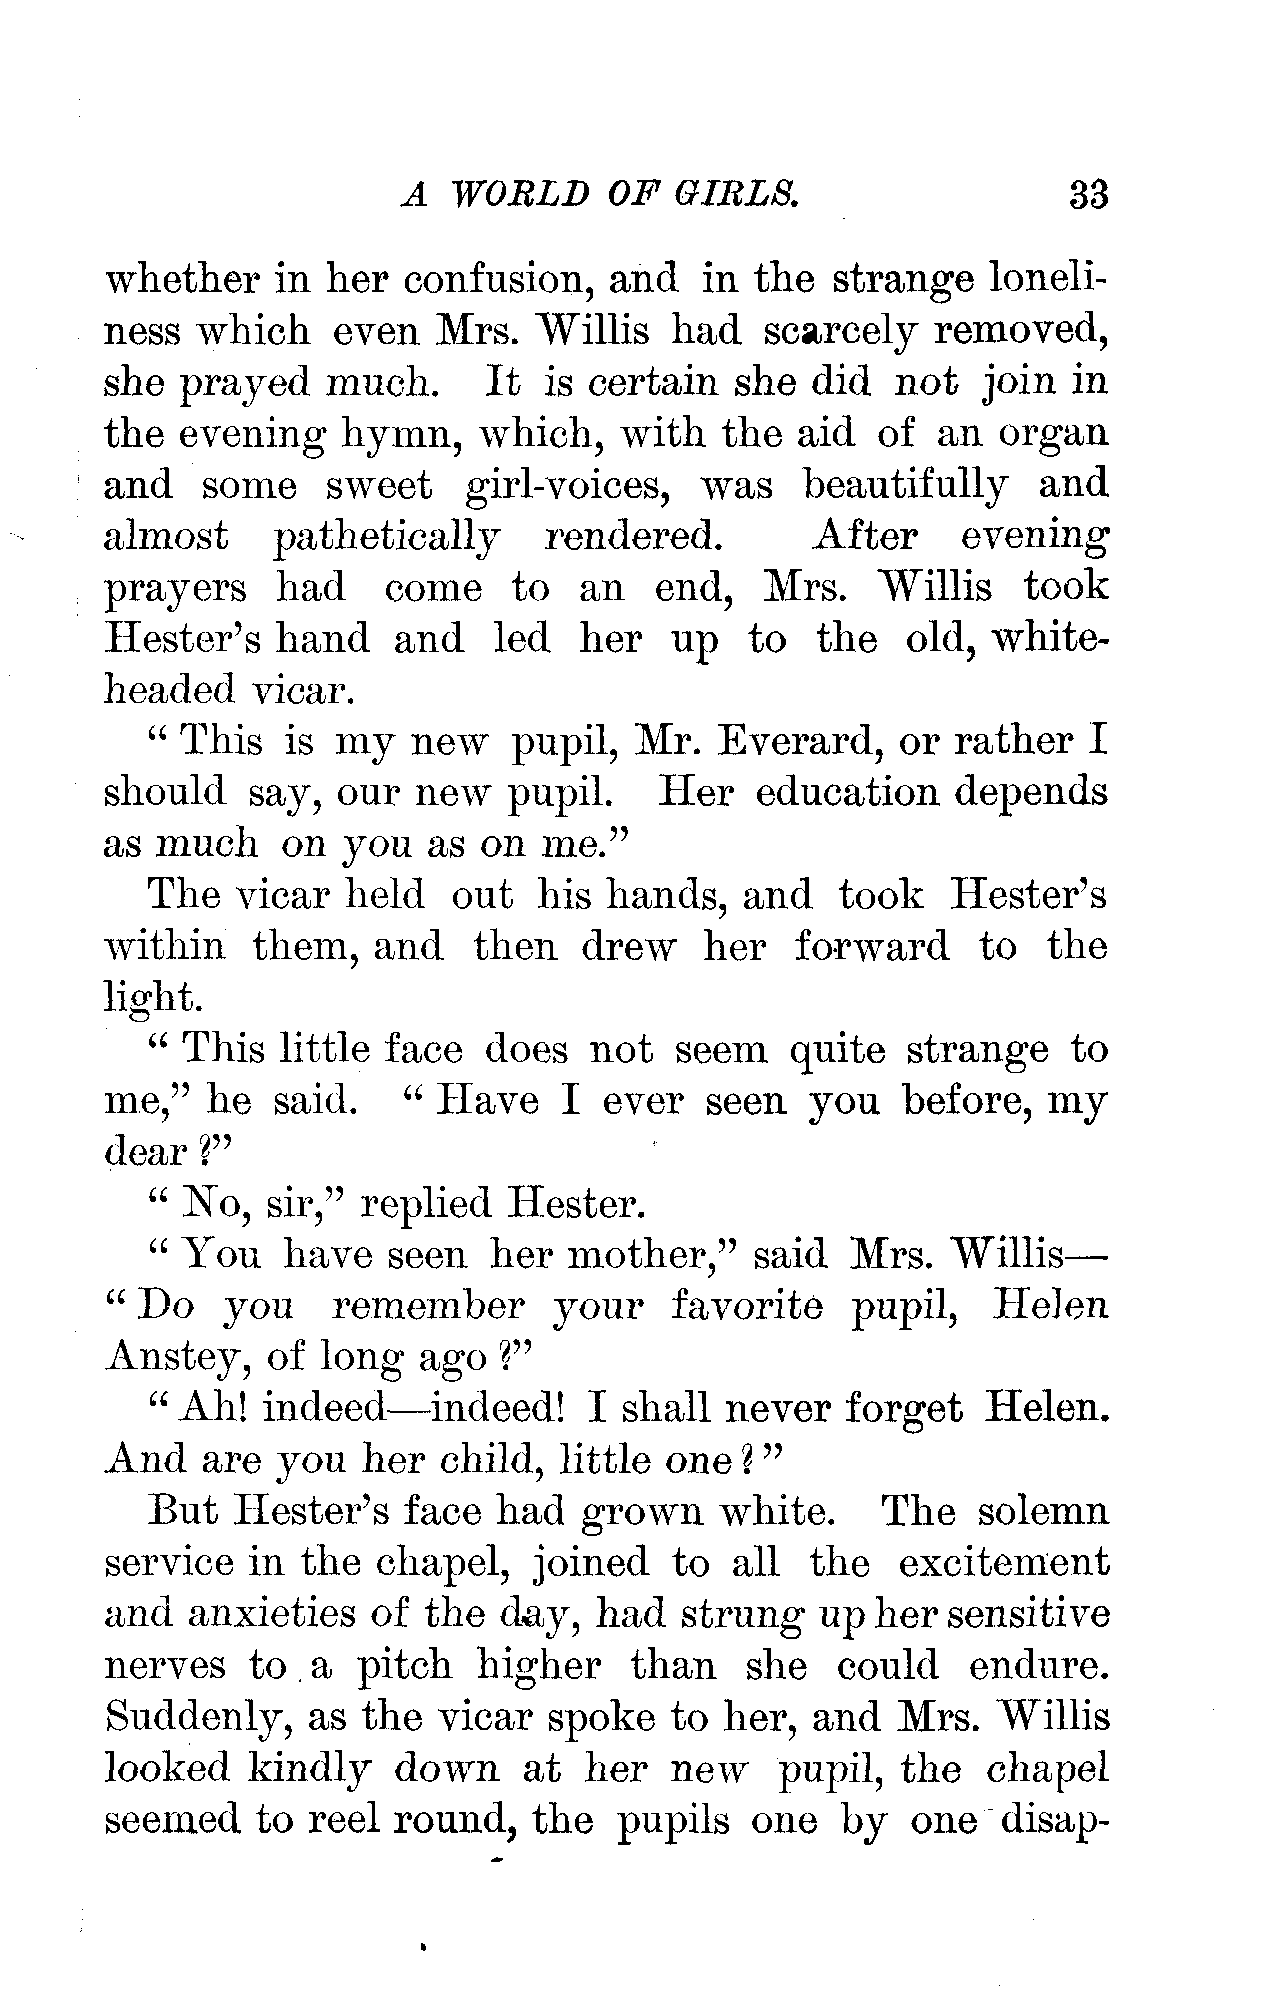 A WORLD OF GIRLS. 33
whether in her confusion, and in the strange loneli-
ness which even Mrs. Willis had scarcely removed,
she prayed much. It is certain she did not join in
the evening hymn, which, with the aid of an organ
and some sweet girl-voices, was beautifully and
almost pathetically rendered. After evening
prayers had come to an end, Mrs. Willis took
Hester's hand and led her up to the old, white-
headed vicar.
“ This is my new pupil, Mr. Everard, or rather I
should say, our new pupil. Her education depends
as much on you as on me.”
The vicar held out his hands, and took Hester's
within them, and then drew her forward to the
light.
“ This little face does not seem quite strange to
me,” he said. “ Have I ever seen you before, my
dear ?”
“ No, sir,” replied Hester.
“ You have seen her mother,” said Mrs. Willis—
“ Do you remember your favorite pupil, Helen
Anstey, of long ago ?”
“ Ah! indeed—indeed! I shall never forget Helen.
And are you her child, little one ? ”
But Hester's face had grown white. The solemn
service in the chapel, joined to all the excitement
and anxieties of the day, had strung up her sensitive
nerves to a pitch higher than she could endure.
Suddenly, as the vicar spoke to her, and Mrs. Willis
looked kindly down at her new pupil, the chapel
seemed to reel round, the pupils one by one disap-